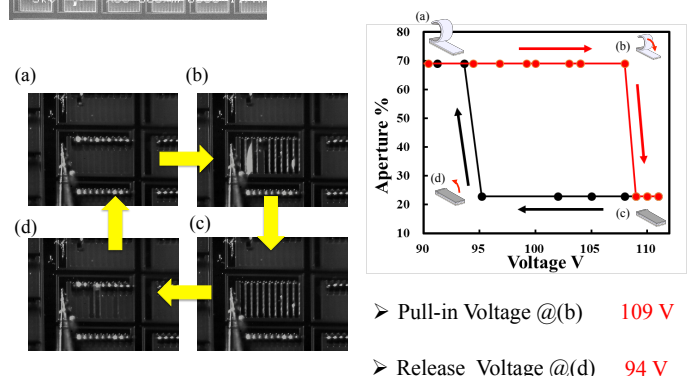 (a)
(b)
(d)
(c)
Aperture %
80
70
60
50
40
30
20
10
90
95
100
105
110
Voltage V
(a)
(b)
(d)
(c)
➢ Pull-in Voltage @(b) 109 V
➢ Release Voltage @(d) 94 V